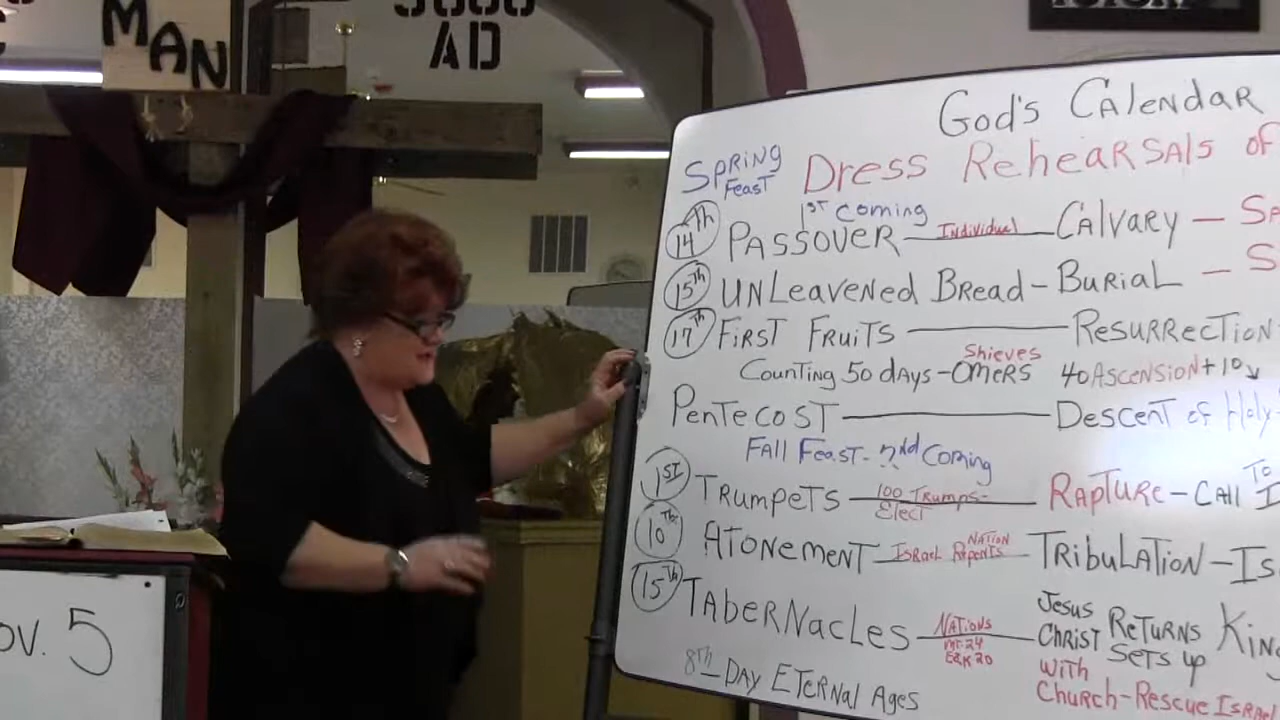 MAN
AD
God's Calendar
Spring Feast
Dress Rehearsals of
1st Coming
14th Passover — Individual — Calvary —
15th Unleavened Bread - Burial —
17th First Fruits — Resurrection
Shieves
Counting 50 days - Omers 40 Ascension + 10
Pentecost — Descent of Holy
Fall Feast - 2nd Coming
1st Trumpets — 100 Trumps - Elect — Rapture - Call To
10th Atonement — Israel Repents Nation — Tribulation -
15th Tabernacles — Nations Mt. 24 Ezk 20 — Jesus Christ Returns Sets up
with
8th Day Eternal Ages
Church - Rescue Israel
5